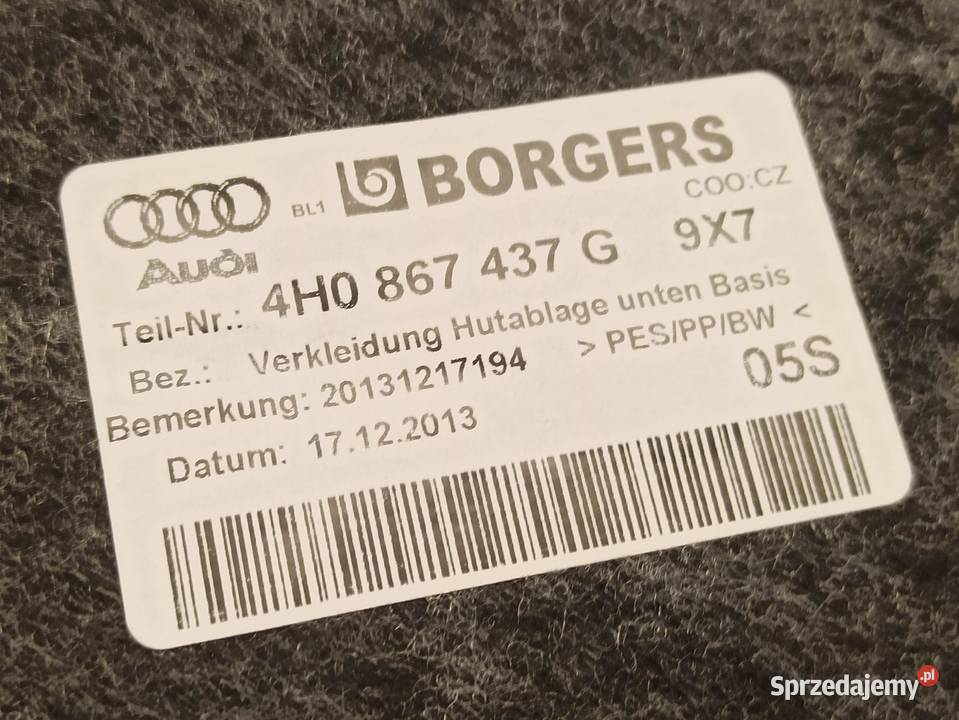 BL1 BORGERS
COO:CZ
Audi
Teil-Nr.: 4H0 867 437 G 9X7
Bez.: Verkleidung Hutablage unten Basis
> PES/PP/BW <
Bemerkung: 20131217194
05S
Datum: 17.12.2013
Sprzedajemy.pl